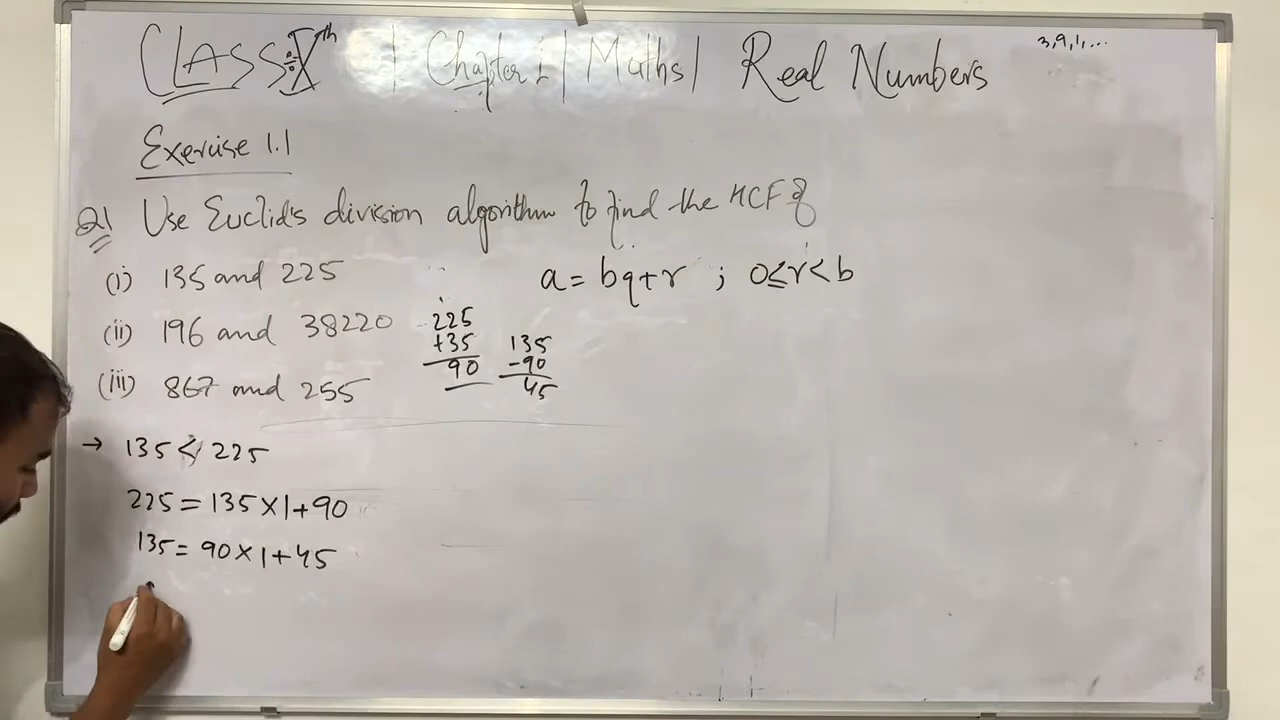 CLASS Xth | Chapter 1 | Maths | Real Numbers
3,9,1,...
Exercise 1.1
Q1 Use Euclid's division algorithm to find the HCF of
(i) 135 and 225
a = bq+r ; 0≤r<b
(ii) 196 and 38220
225
+35
90
135
-90
45
(iii) 867 and 255
→ 135 < 225
225 = 135 × 1 + 90
135 = 90 × 1 + 45